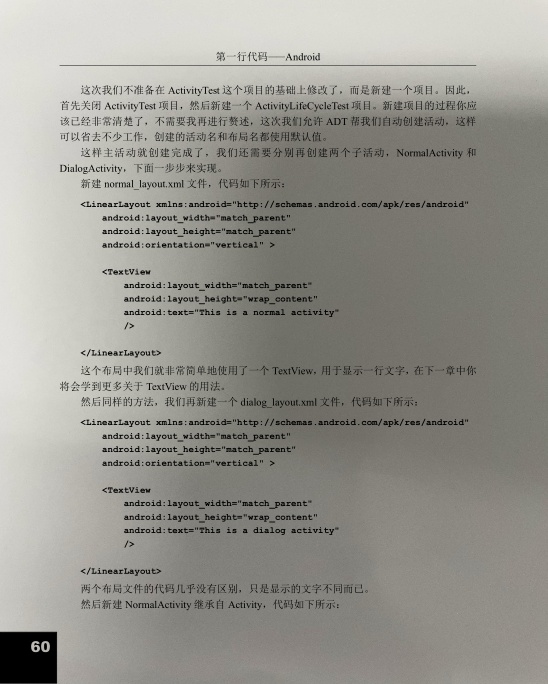 第一行代码——Android
这次我们不准备在 ActivityTest 这个项目的基础上修改了，而是新建一个项目。因此，
首先关闭 ActivityTest 项目，然后新建一个 ActivityLifeCycleTest 项目。新建项目的过程你应
该已经非常清楚了，不需要我再进行赘述，这次我们允许 ADT 帮我们自动创建活动，这样
可以省去不少工作，创建的活动名和布局名都使用默认值。
这样主活动就创建完成了，我们还需要分别再创建两个子活动，NormalActivity 和
DialogActivity，下面一步步来实现。
新建 normal_layout.xml 文件，代码如下所示：
<LinearLayout xmlns:android="http://schemas.android.com/apk/res/android"
android:layout_width="match_parent"
android:layout_height="match_parent"
android:orientation="vertical" >
<TextView
android:layout_width="match_parent"
android:layout_height="wrap_content"
android:text="This is a normal activity"
/>
</LinearLayout>
这个布局中我们就非常简单地使用了一个 TextView，用于显示一行文字，在下一章中你
将会学到更多关于 TextView 的用法。
然后同样的方法，我们再新建一个 dialog_layout.xml 文件，代码如下所示：
<LinearLayout xmlns:android="http://schemas.android.com/apk/res/android"
android:layout_width="match_parent"
android:layout_height="match_parent"
android:orientation="vertical" >
<TextView
android:layout_width="match_parent"
android:layout_height="wrap_content"
android:text="This is a dialog activity"
/>
</LinearLayout>
两个布局文件的代码几乎没有区别，只是显示的文字不同而已。
然后新建 NormalActivity 继承自 Activity，代码如下所示：
60